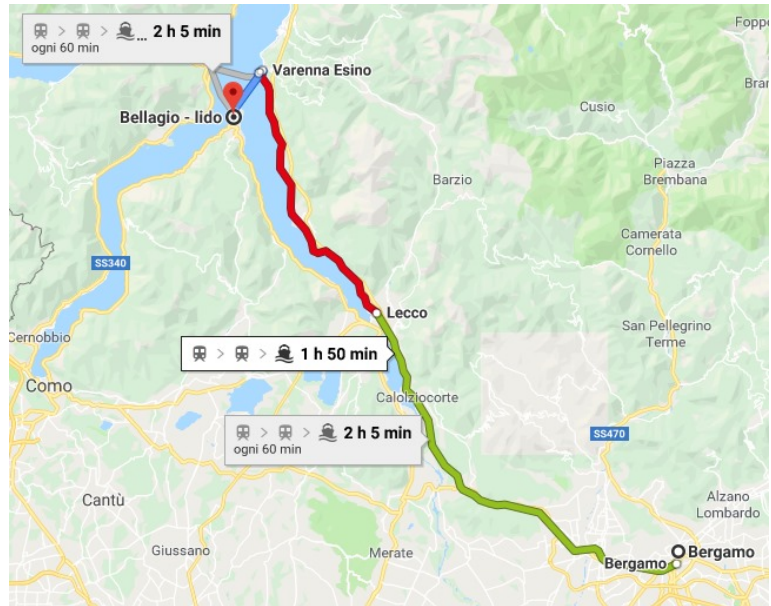 2 h 5 min
ogni 60 min
Varenna Esino
Bellagio - lido
Foppo
Bran
Cusio
Barzio
Piazza
Brembana
Camerata
Cornello
SS340
Lecco
San Pellegrino
Terme
Cernobbio
1 h 50 min
Como
Calolziocorte
2 h 5 min
ogni 60 min
SS470
Cantù
Alzano
Lombardo
Giussano
Merate
Bergamo
Bergamo